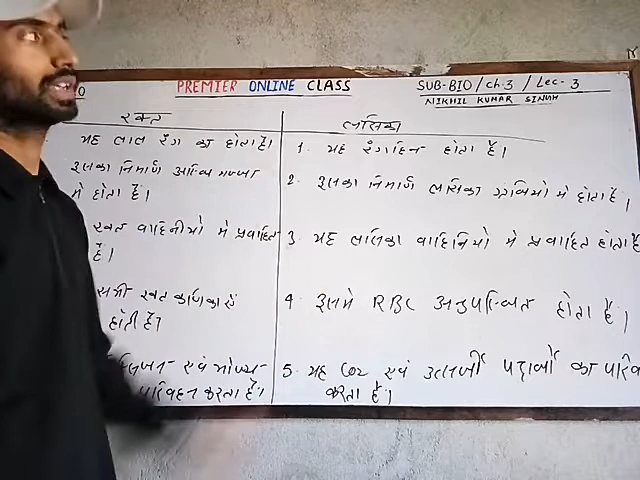 PREMIER ONLINE CLASS
SUB-BIO / Ch-3 / Lec-3
NIKHIL KUMAR SINGH
रक्त
लसिका
यह लाल रंग का होता है।
इसका निर्माण अस्थि मज्जा
में होता है।
रक्त वाहिनीयों में प्रवाहित
है।
सभी रक्त कणिकाएं
होती है।
एवं भोज्य
परिवहन करता है।
1. यह रंगहिन होता है।
2. इसका निर्माण लसिका ग्रंथियों में होता है।
3. यह लसिका वाहिनियों में प्रवाहित होता है
4 इसमें RBC अनुपस्थित होता है।
5. यह CO2 एवं उत्सर्जी पदार्थों का परिव
करता है।